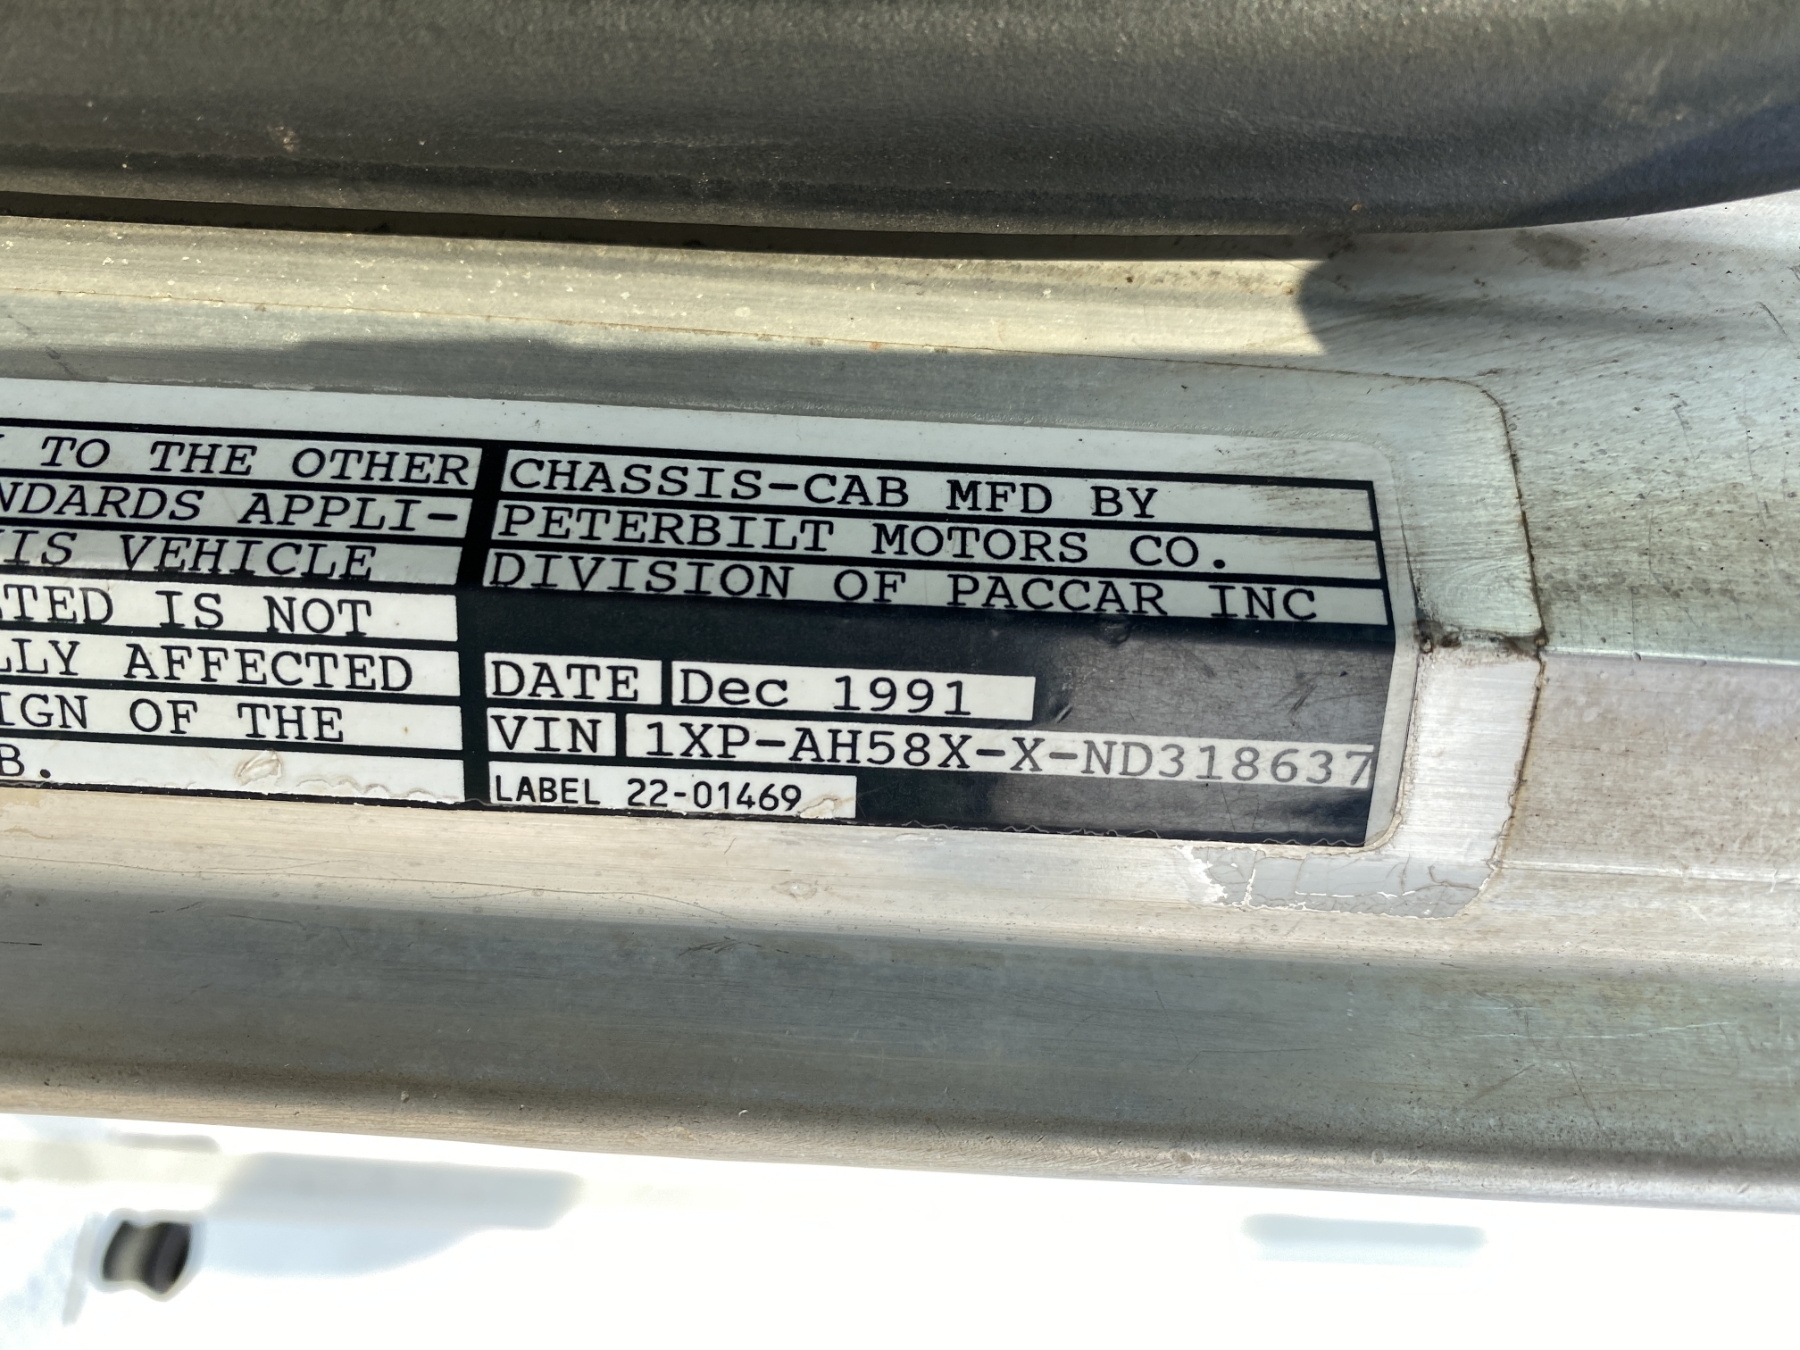 TO THE OTHER
NDARDS APPLI-
IS VEHICLE
TED IS NOT
LLY AFFECTED
IGN OF THE
B.
CHASSIS-CAB MFD BY
PETERBILT MOTORS CO.
DIVISION OF PACCAR INC
DATE Dec 1991
VIN 1XP-AH58X-X-ND318637
LABEL 22-01469